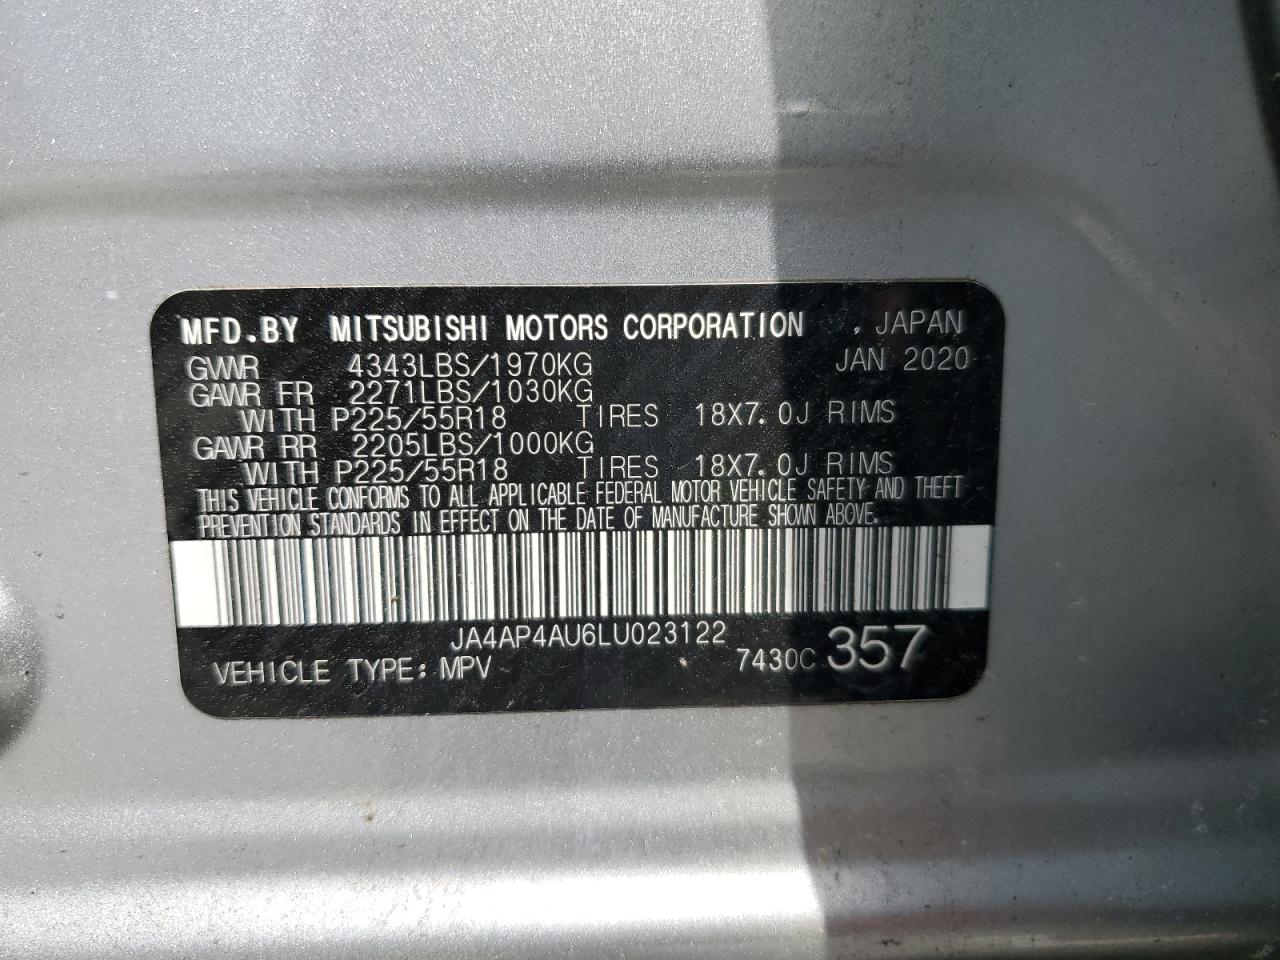 MFD.BY MITSUBISHI MOTORS CORPORATION , JAPAN
GVWR 4343LBS/1970KG JAN 2020
GAWR FR 2271LBS/1030KG
WITH P225/55R18 TIRES 18X7.0J RIMS
GAWR RR 2205LBS/1000KG
WITH P225/55R18 TIRES 18X7.0J RIMS
THIS VEHICLE CONFORMS TO ALL APPLICABLE FEDERAL MOTOR VEHICLE SAFETY AND THEFT
PREVENTION STANDARDS IN EFFECT ON THE DATE OF MANUFACTURE SHOWN ABOVE.
JA4AP4AU6LU023122
VEHICLE TYPE: MPV 7430C 357